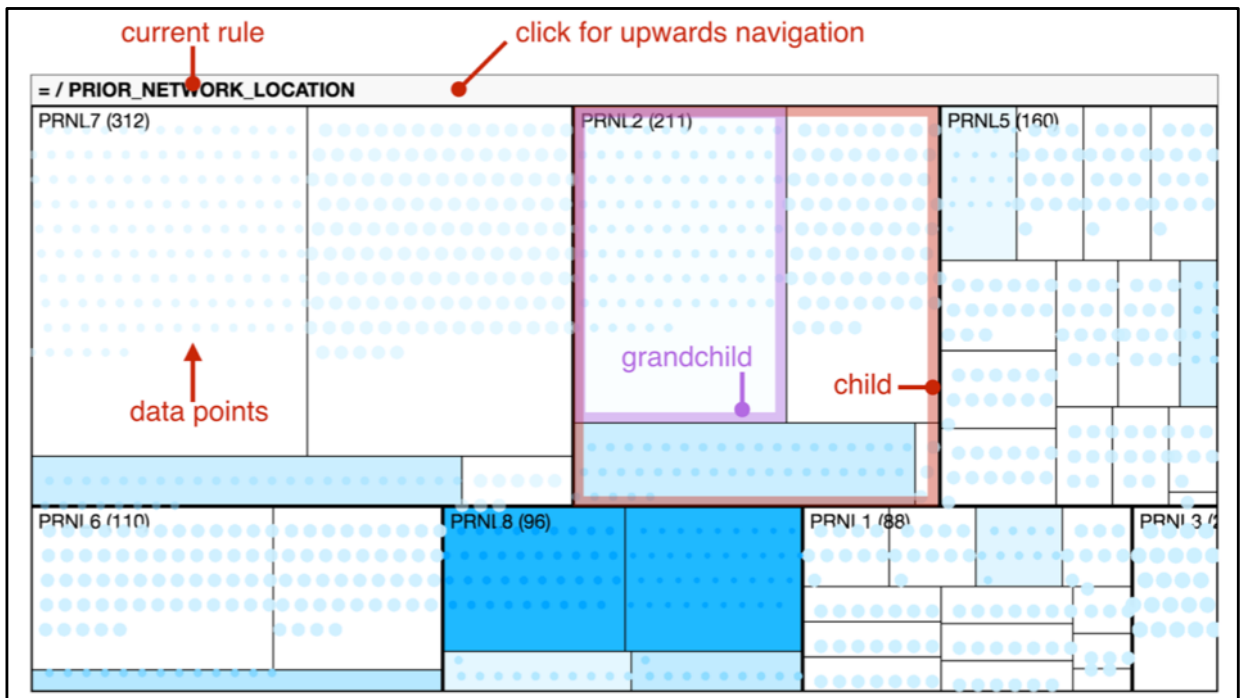 current rule
click for upwards navigation
= / PRIOR_NETWORK_LOCATION
PRNL7 (312)
PRNL2 (211)
PRNL5 (160)
grandchild
child
data points
PRNL6 (110)
PRNL8 (96)
PRNL1 (88)
PRNL3